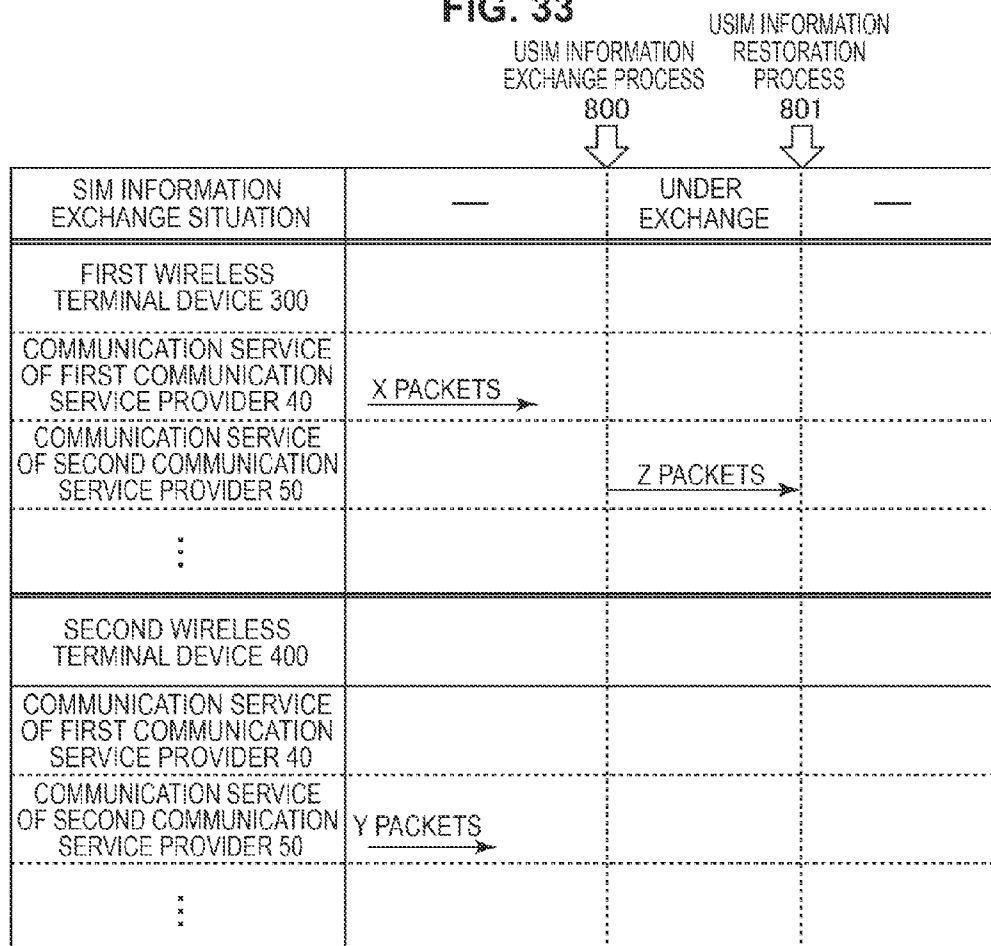 FIG. 33
USIM INFORMATION
EXCHANGE PROCESS
800
USIM INFORMATION
RESTORATION
PROCESS
801
SIM INFORMATION
EXCHANGE SITUATION
—
UNDER
EXCHANGE
—
FIRST WIRELESS
TERMINAL DEVICE 300
COMMUNICATION SERVICE
OF FIRST COMMUNICATION
SERVICE PROVIDER 40
X PACKETS
COMMUNICATION SERVICE
OF SECOND COMMUNICATION
SERVICE PROVIDER 50
Z PACKETS
SECOND WIRELESS
TERMINAL DEVICE 400
COMMUNICATION SERVICE
OF FIRST COMMUNICATION
SERVICE PROVIDER 40
COMMUNICATION SERVICE
OF SECOND COMMUNICATION
SERVICE PROVIDER 50
Y PACKETS